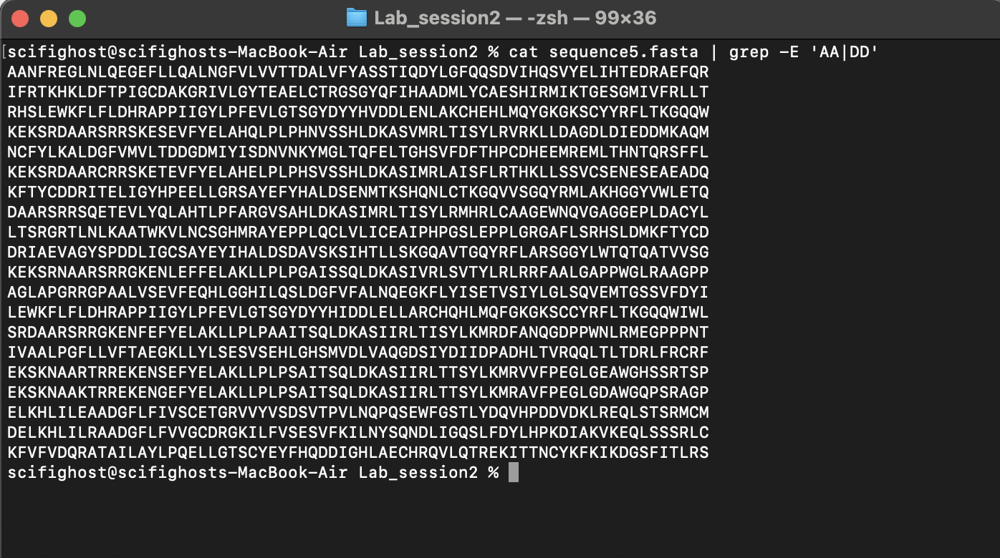 Lab_session2 — -zsh — 99×36
[scifighost@scifighosts-MacBook-Air Lab_session2 % cat sequence5.fasta | grep -E 'AA|DD'
AANFREGLNLQEGEFLLQALNGFVLVVTTDALVFYASSTIQDYLGFQQSDVIHQSVYELIHTEDRAEFQR
IFRTKHKLDFTPIGCDAKGRIVLGYTEAELCTRGSGYQFIHAADMLYCAESHIRMIKTGESGMIVFRLLT
RHSLEWKFLFLDHRAPPIIGYLPFEVLGTSGYDYYHVDDLENLAKCHEHLMQYGKGKSCYYRFLTKGQQW
KEKSRDAARSRRSKESEVFYELAHQLPLPHNVSSHLDKASVMRLTISYLRVRKLLDAGDLDIEDDMKAQM
NCFYLKALDGFVMVLTDDGDMIYISDNVNKYMGLTQFELTGHSVFDFTHPCDHEEMREMLTHNTQRSFFL
KEKSRDAARCRRSKETEVFYELAHELPLPHSVSSHLDKASIMRLAISFLRTHKLLSSVCSENESEAEADQ
KFTYCDDRITELIGYHPEELLGRSAYEFYHALDSENMTKSHQNLCTKGQVVSGQYRMLAKHGGYVWLETQ
DAARSRRSQETEVLYQLAHTLPFARGVSAHLDKASIMRLTISYLRMHRLCAAGEWNQVGAGGEPLDACYL
LTSRGRTLNLKAATWKVLNCSGHMRAYEPPLQCLVLICEAIPHPGSLEPPLGRGAFLSRHSLDMKFTYCD
DRIAEVAGYSPDDLIGCSAYEYIHALDSDAVSKSIHTLLSKGQAVTGQYRFLARSGGYLWTQTQATVVSG
KEKSRNAARSRRGKENLEFFELAKLLPLPGAISSQLDKASIVRLSVTYLRLRRFAALGAPPWGLRAAGPP
AGLAPGRRGPAALVSEVFEQHLGGHILQSLDGFVFALNQEGKFLYISETVSIYLGLSQVEMTGSSVFDYI
LEWKFLFLDHRAPPIIGYLPFEVLGTSGYDYYHIDDLELLARCHQHLMQFGKGKSCCYRFLTKGQQWIWL
SRDAARSRRGKENFEFYELAKLLPLPAAITSQLDKASIIRLTISYLKMRDFANQGDPPWNLRMEGPPPNT
IVAALPGFLLVFTAEGKLLYLSESVSEHLGHSMVDLVAQGDSIYDIIDPADHLTVRQQLTLTDRLFRCRF
EKSKNAARTRREKENSEFYELAKLLPLPSAITSQLDKASIIRLTTSYLKMRVVFPEGLGEAWGHSSRTSP
EKSKNAAKTRREKENGEFYELAKLLPLPSAITSQLDKASIIRLTTSYLKMRAVFPEGLGDAWGQPSRAGP
ELKHLILEAADGFLFIVSCETGRVVYVSDSVTPVLNQPQSEWFGSTLYDQVHPDDVDKLREQLSTSRMCM
DELKHLILRAADGFLFVVGCDRGKILFVSESVFKILNYSQNDLIGQSLFDYLHPKDIAKVKEQLSSSRLC
KFVFVDQRATAILAYLPQELLGTSCYEYFHQDDIGHLAECHRQVLQTREKITTNCYKFKIKDGSFITLRS
scifighost@scifighosts-MacBook-Air Lab_session2 %